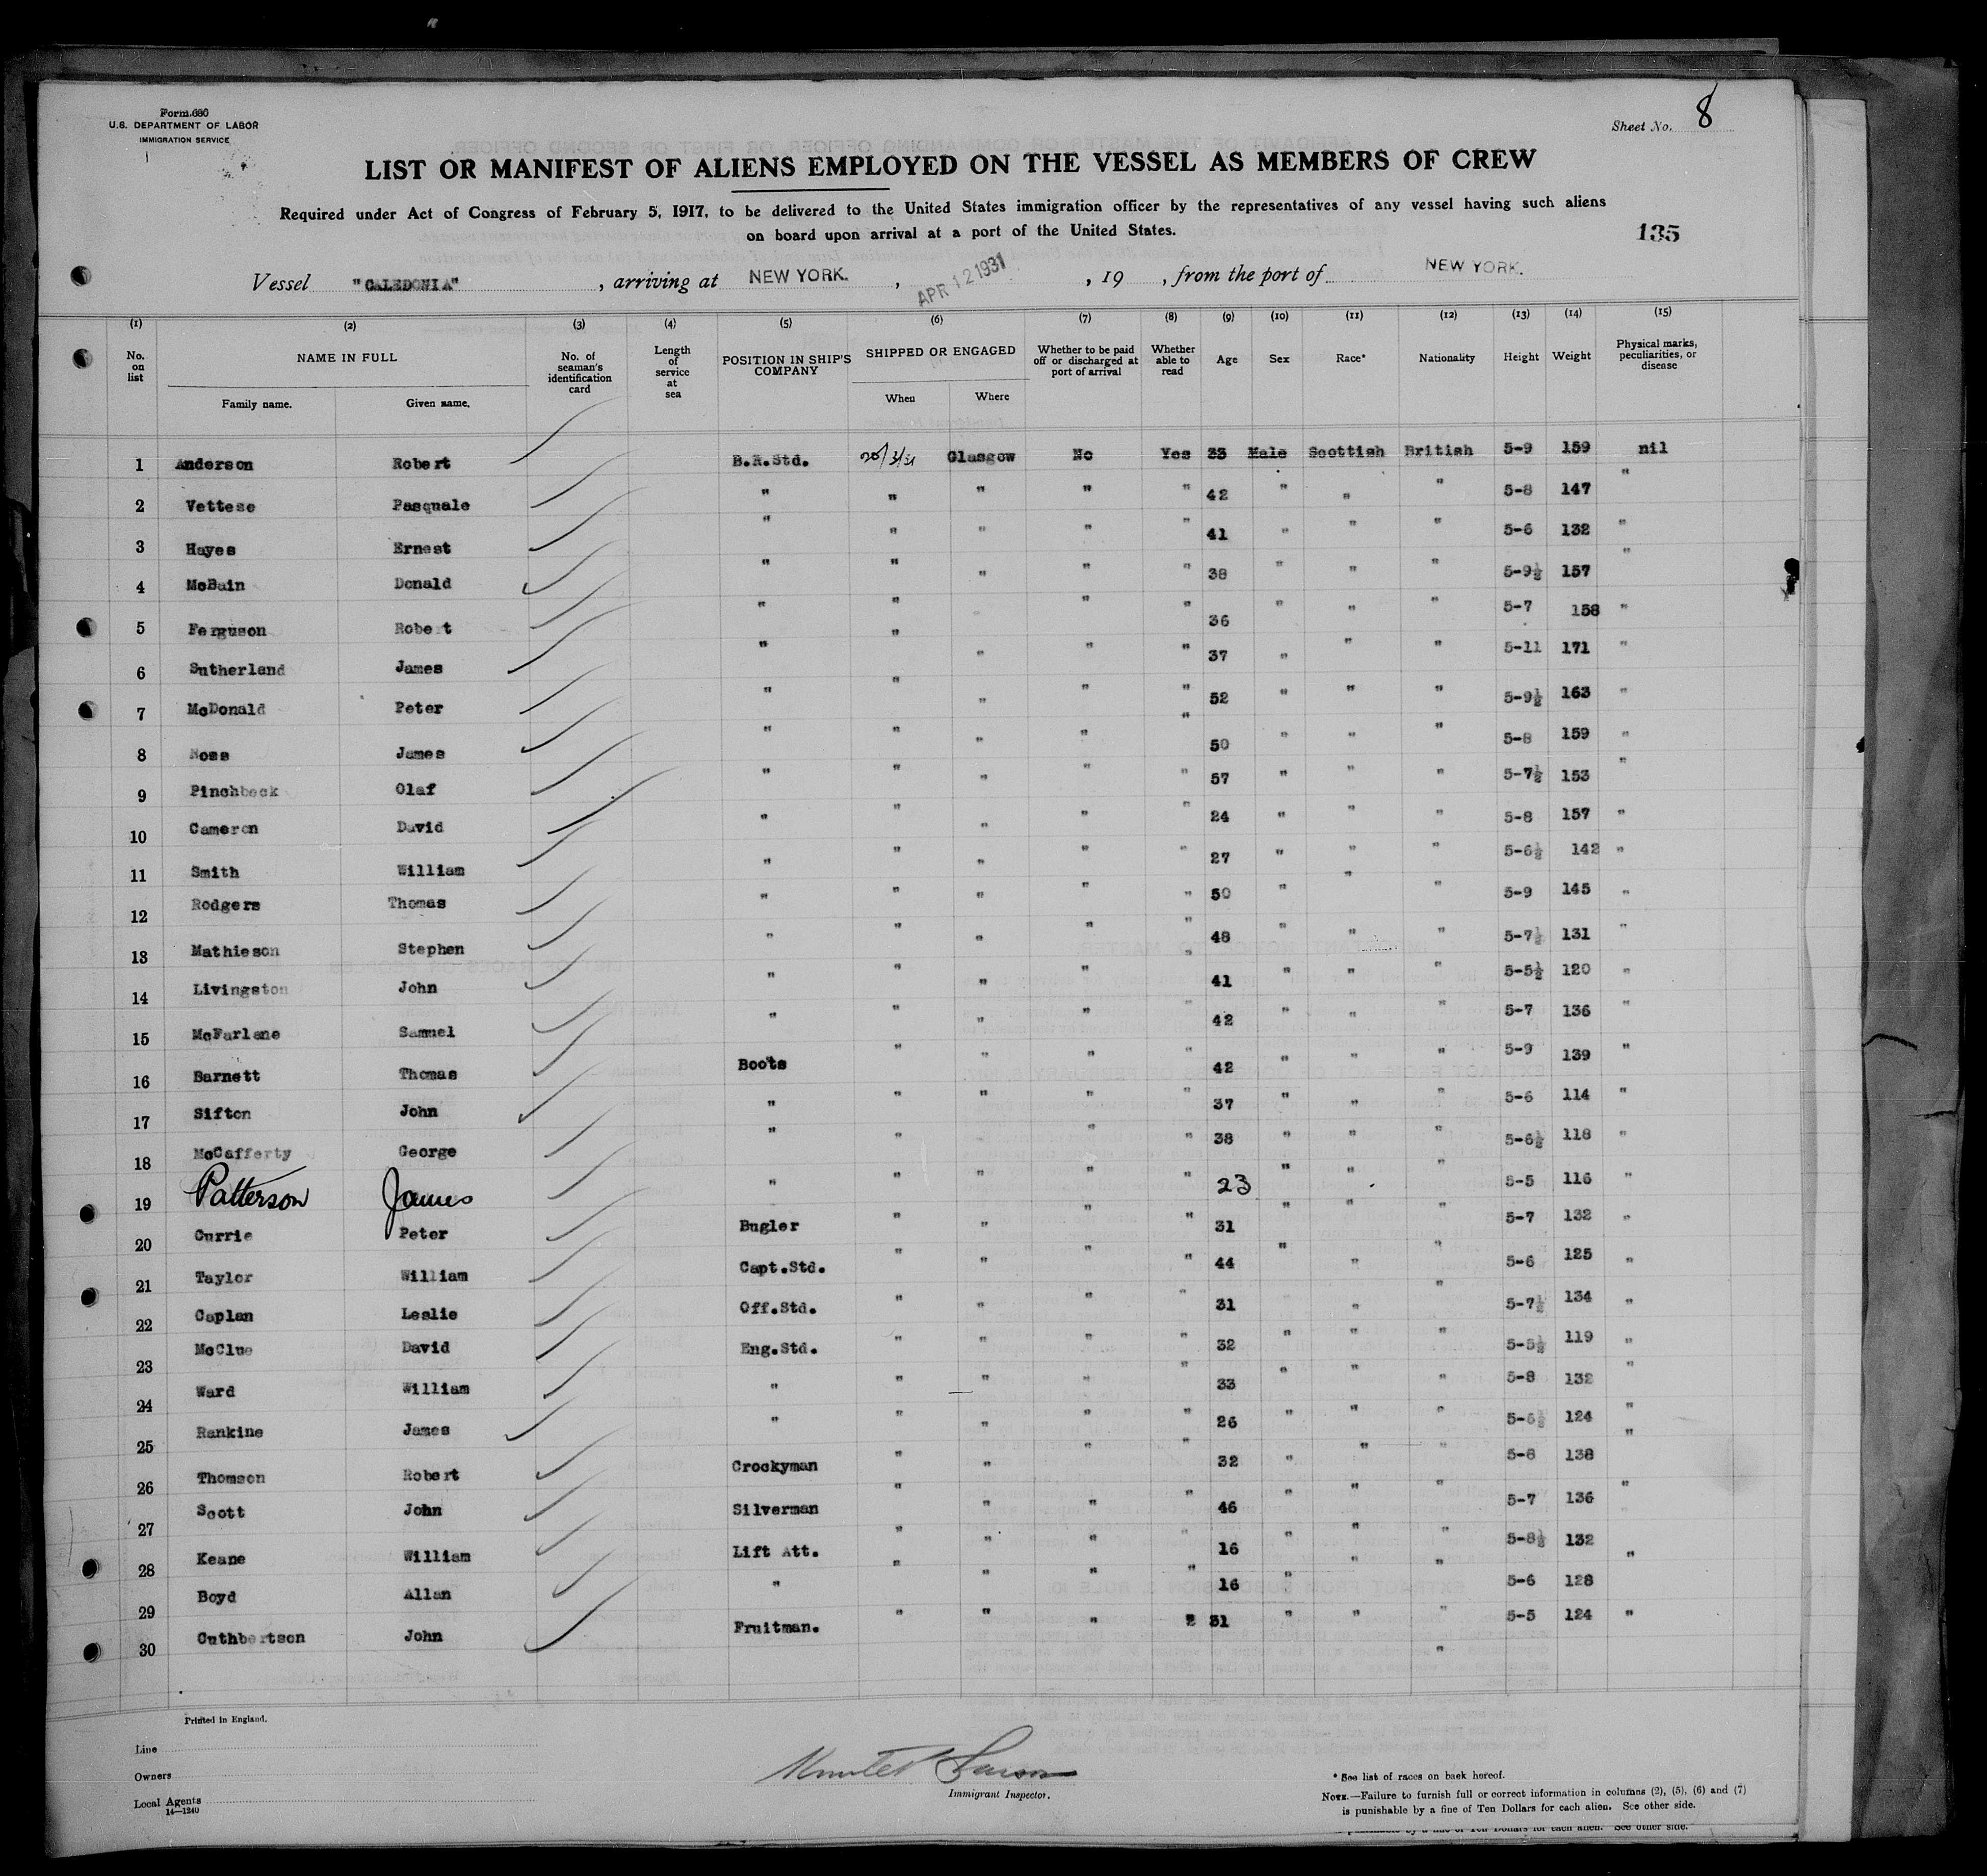 Form 680
U.S. DEPARTMENT OF LABOR
IMMIGRATION SERVICE
Sheet No. 8
LIST OR MANIFEST OF ALIENS EMPLOYED ON THE VESSEL AS MEMBERS OF CREW
Required under Act of Congress of February 5, 1917, to be delivered to the United States immigration officer by the representatives of any vessel having such aliens
on board upon arrival at a port of the United States.
135
Vessel "CALEDONIA", arriving at NEW YORK., APR 12 1931, 19 , from the port of NEW YORK.
(1) (2) (3) (4) (5) (6) (7) (8) (9) (10) (11) (12) (13) (14) (15)
No. on list NAME IN FULL Family name. Given name. No. of seaman's identification card Length of service at sea POSITION IN SHIP'S COMPANY SHIPPED OR ENGAGED When Where Whether to be paid off or discharged at port of arrival Whether able to read Age Sex Race* Nationality Height Weight Physical marks, peculiarities, or disease
1 Anderson Robert B.R.Std. 20/3/31 Glasgow No Yes 33 Male Scottish British 5-9 159 nil
2 Vettese Pasquale " " " " " 42 " " " 5-8 147 "
3 Hayes Ernest " " " " " 41 " " " 5-6 132 "
4 McBain Donald " " " " " 38 " " " 5-9½ 157 "
5 Ferguson Robert " " " " 36 " " " 5-7 158 "
6 Sutherland James " " " " " 37 " " " 5-11 171 "
7 McDonald Peter " " " " " 52 " " " 5-9½ 163 "
8 Ross James " " " " " 50 " " " 5-8 159 "
9 Pinchbeck Olaf " " " " " 57 " " " 5-7½ 153 "
10 Cameron David " " " " " 24 " " " 5-8 157 "
11 Smith William " " " " " 27 " " " 5-6½ 142 "
12 Rodgers Thomas " " " " " 50 " " " 5-9 145 "
13 Mathieson Stephen " " " " " 48 " " " 5-7½ 131 "
14 Livingston John " " " " " 41 " " " 5-5½ 120 "
15 McFarlane Samuel " " " " " 42 " " " 5-7 136 "
16 Barnett Thomas Boots " " " " 42 " " " 5-9 139 "
17 Sifton John " " " " " 37 " " " 5-6 114 "
18 McCafferty George " " " " 38 " " " 5-6½ 118 "
19 Patterson James " " " " " 23 " " " 5-5 116 "
20 Currie Peter Bugler " " " " 31 " " " 5-7 132 "
21 Taylor William Capt.Std. " " " " 44 " " " 5-6 125 "
22 Caplan Leslie Off.Std. " " " " 31 " " 5-7½ 134 "
23 McClue David Eng.Std. " " " " 32 " " " 5-5½ 119 "
24 Ward William " " " " " 33 " " " 5-8 132 "
25 Rankine James " " " " " 26 " " " 5-6½ 124 "
26 Thomson Robert Crockyman " " " " 32 " " 5-8 138 "
27 Scott John Silverman " " " " 46 " " " 5-7 136 "
28 Keane William Lift Att. " " " " 16 " " " 5-8½ 132 "
29 Boyd Allan " " " " " 16 " " " 5-6 128
30 Cuthbertson John Fruitman. " " " 2 31 " " " 5-5 124 "
"
Printed in England.
Line
Owners
Local Agents
14—1240
Immigrant Inspector.
* See list of races on back hereof.
NOTE.—Failure to furnish full or correct information in columns (2), (5), (6) and (7)
is punishable by a fine of Ten Dollars for each alien. See other side.
is punishable by a fine of Ten Dollars for each alien. See other side.